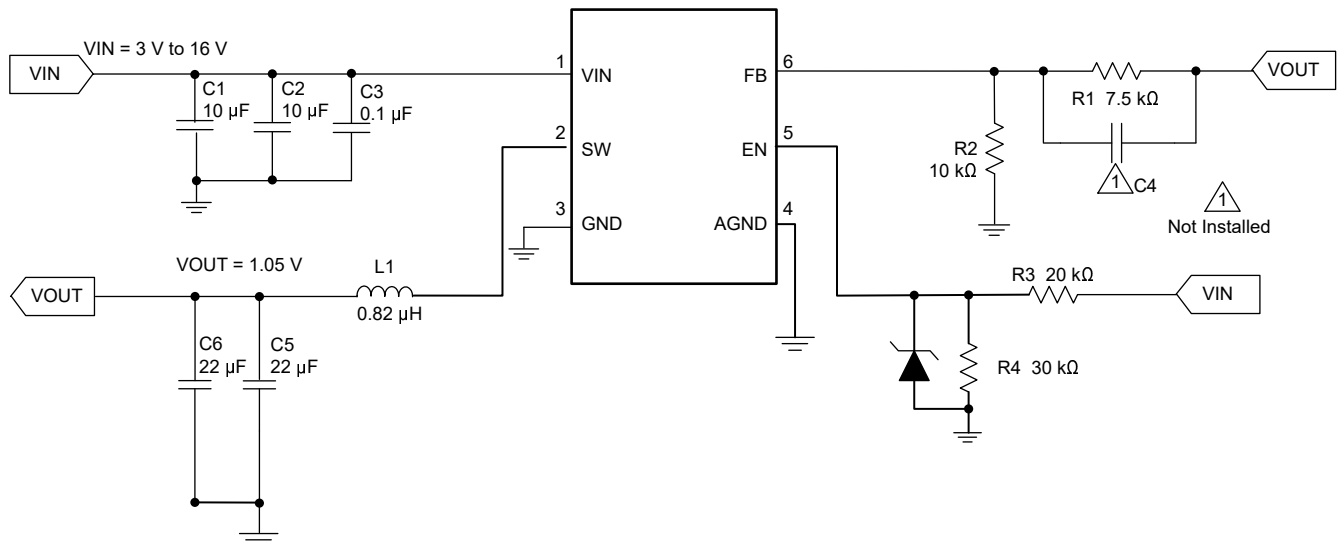 VIN = 3 V to 16 V
VIN
C1
10 µF
C2
10 µF
C3
0.1 µF
1
VIN
2
SW
3
GND
FB
6
EN
5
AGND
4
R2
10 kΩ
R1 7.5 kΩ
VOUT
1
C4
1
Not Installed
VOUT = 1.05 V
VOUT
L1
0.82 µH
C6
22 µF
C5
22 µF
R3 20 kΩ
VIN
R4 30 kΩ